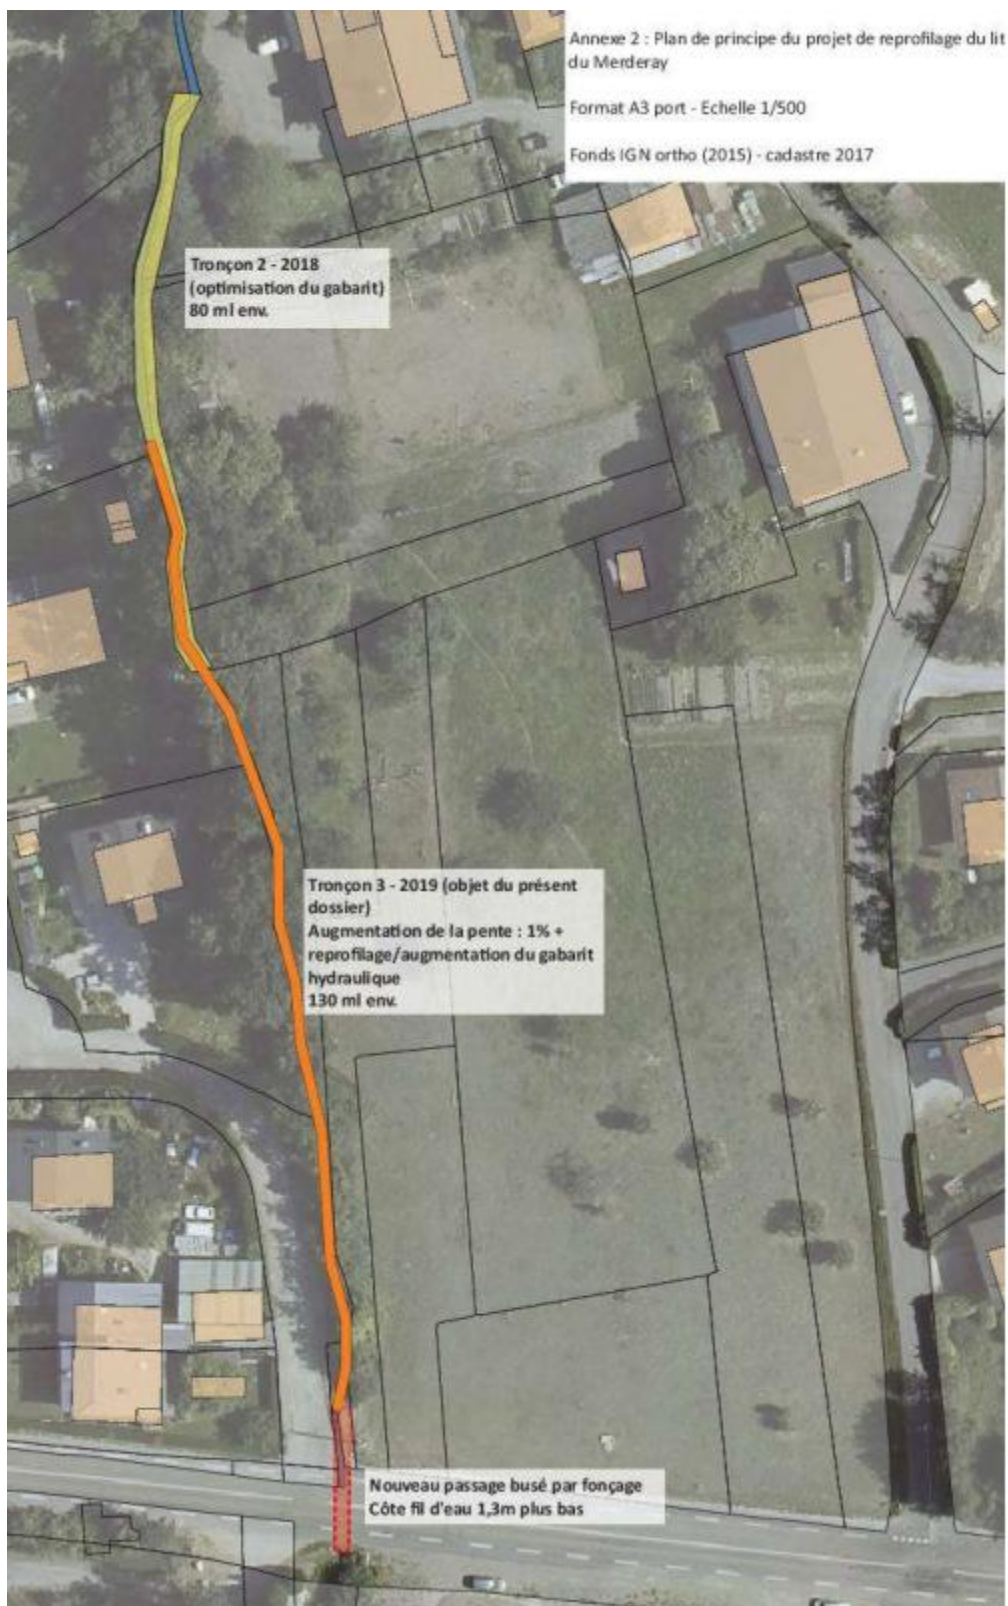 Annexe 2 : Plan de principe du projet de reprofilage du lit
du Merderay
Format A3 port - Echelle 1/500
Fonds IGN ortho (2015) - cadastre 2017
Tronçon 2 - 2018
(optimisation du gabarit)
80 ml env.
Tronçon 3 - 2019 (objet du présent
dossier)
Augmentation de la pente : 1% +
reprofilage/augmentation du gabarit
hydraulique
130 ml env.
Nouveau passage busé par fonçage
Côte fil d'eau 1,3m plus bas